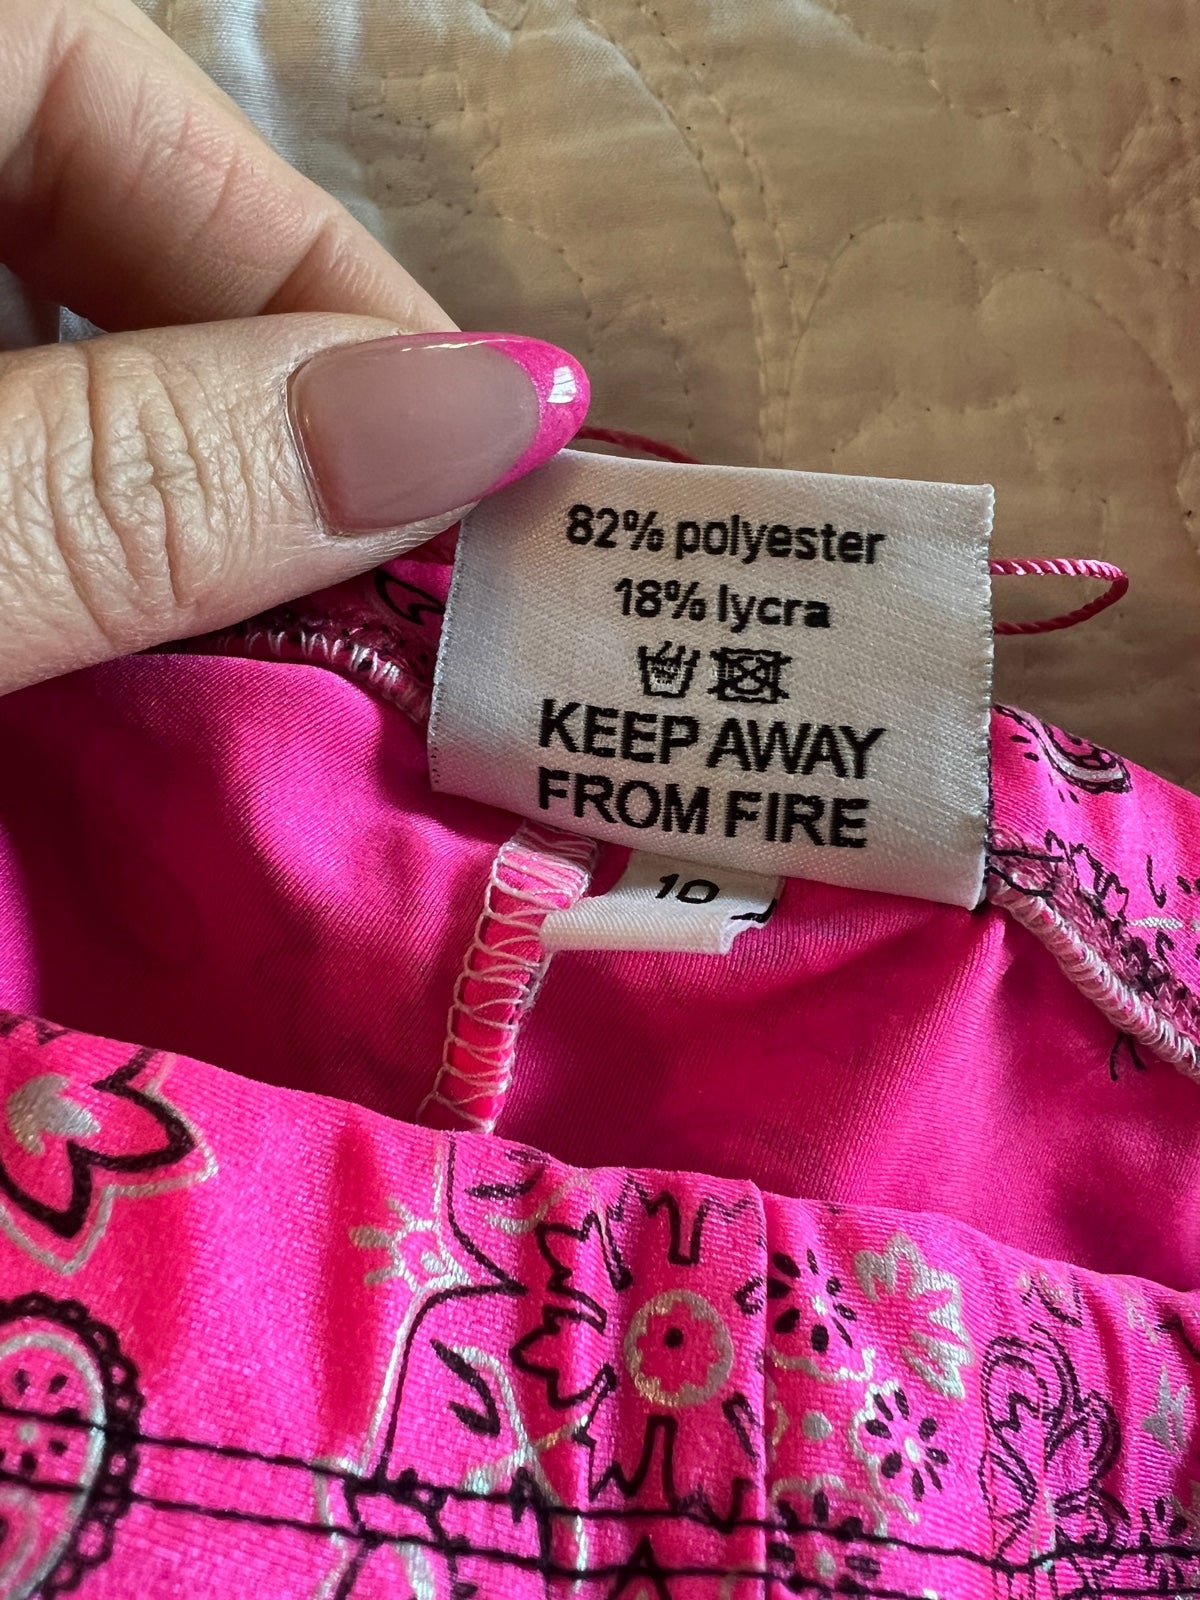 82% polyester
18% lycra
KEEP AWAY
FROM FIRE
10